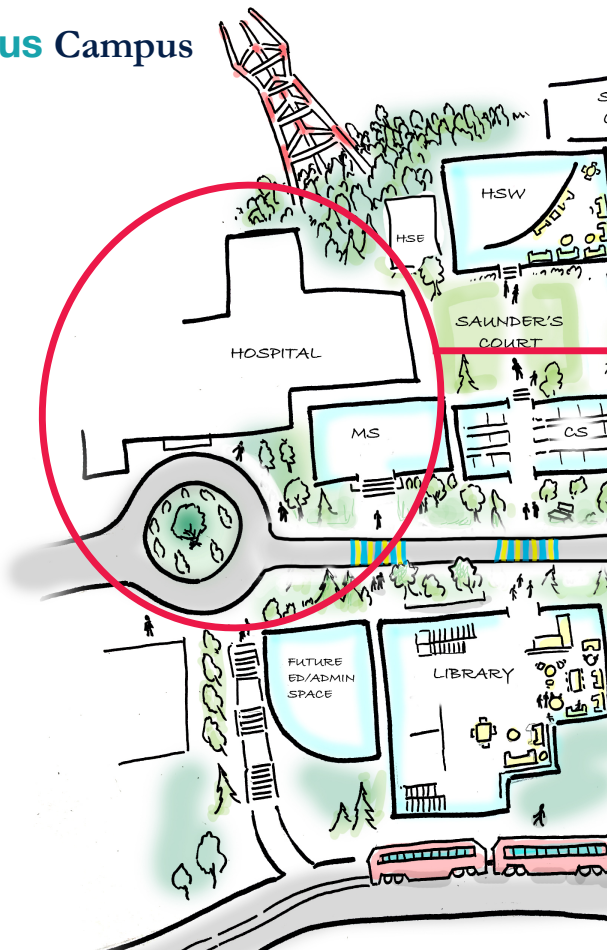 us Campus
HSW
HSE
SAUNDER'S
COURT
HOSPITAL
MS
CS
FUTURE
ED/ADMIN
SPACE
LIBRARY